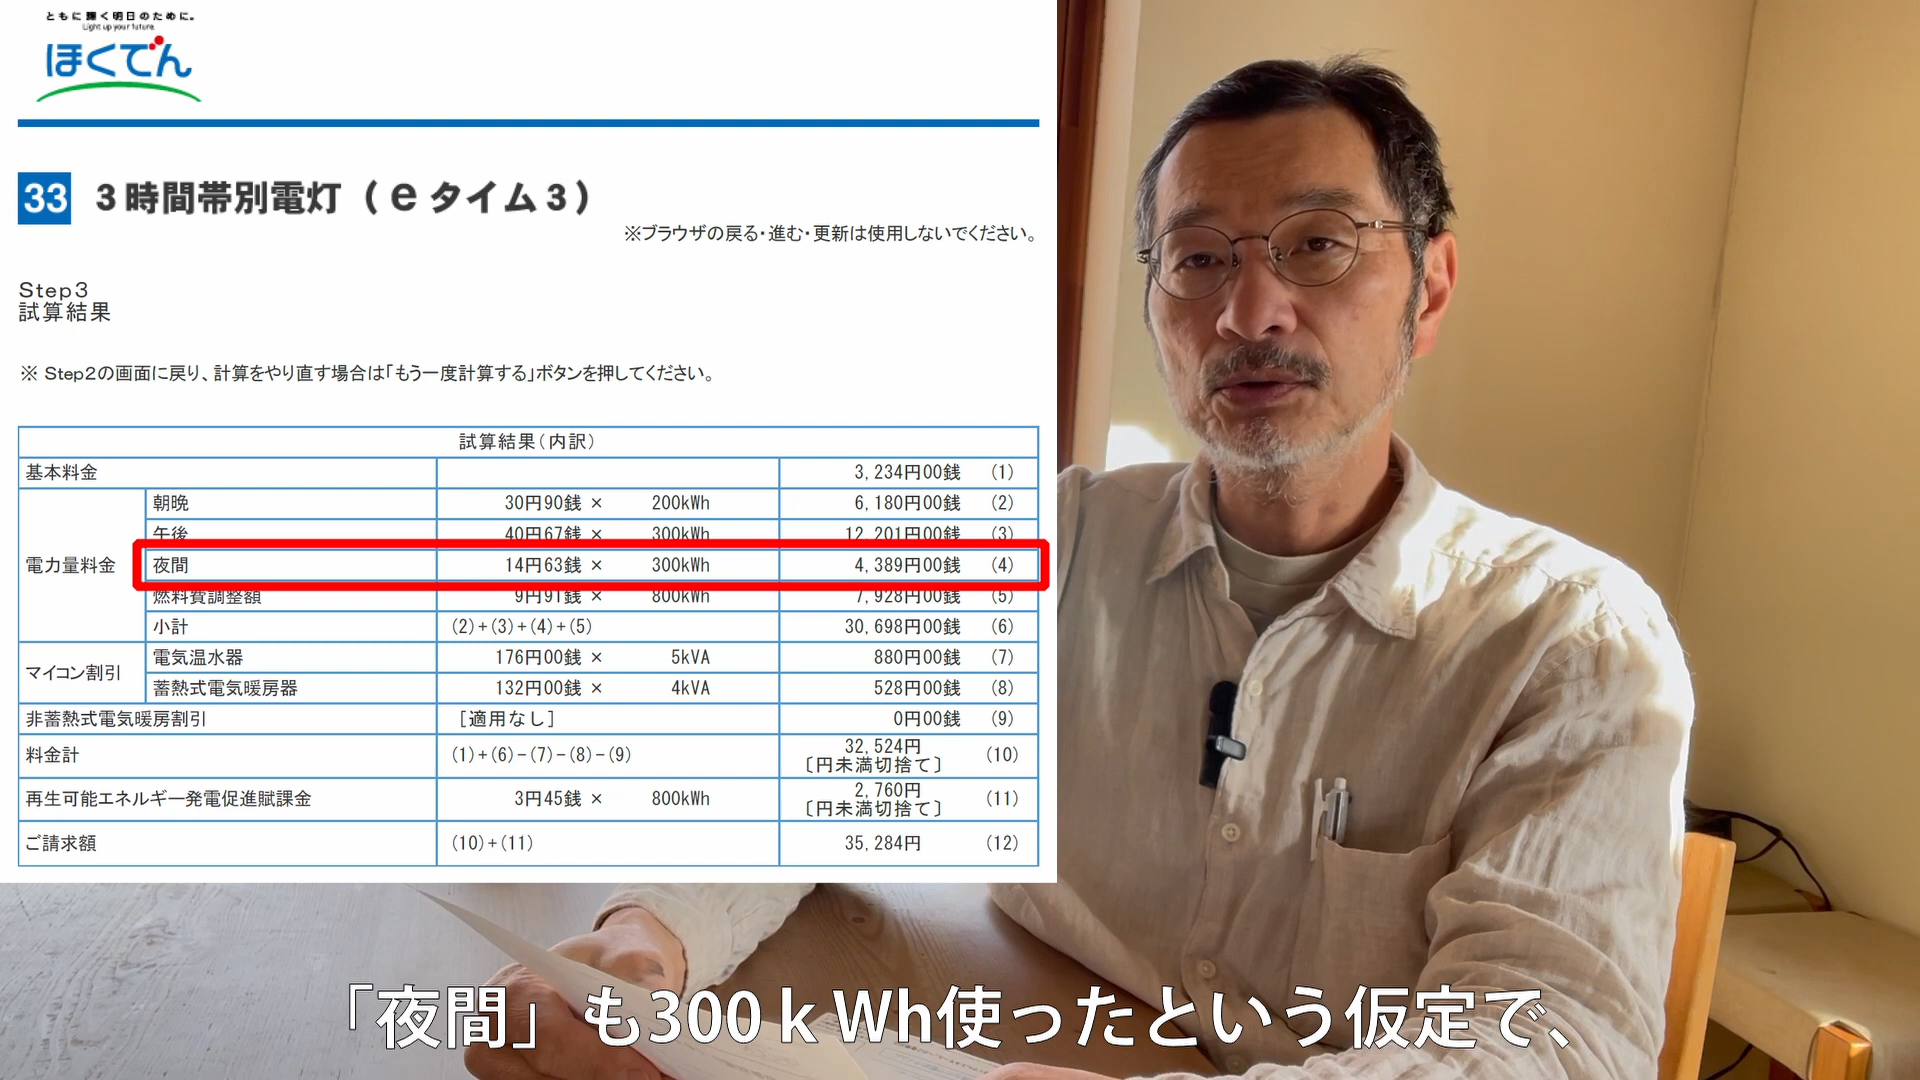 ともに輝く明日のために。
Light up your future.
ほくでん
33 3時間帯別電灯(eタイム3)
※ブラウザの戻る・進む・更新は使用しないでください。
Step3
試算結果
※ Step2の画面に戻り、計算をやり直す場合は「もう一度計算する」ボタンを押してください。
試算結果(内訳)
基本料金 3,234円00銭 (1)
電力量料金
朝晩 30円90銭 × 200kWh 6,180円00銭 (2)
午後 40円67銭 × 300kWh 12,201円00銭 (3)
夜間 14円63銭 × 300kWh 4,389円00銭 (4)
燃料費調整額 9円91銭 × 800kWh 7,928円00銭 (5)
小計 (2)+(3)+(4)+(5) 30,698円00銭 (6)
マイコン割引
電気温水器 176円00銭 × 5kVA 880円00銭 (7)
蓄熱式電気暖房器 132円00銭 × 4kVA 528円00銭 (8)
非蓄熱式電気暖房割引 [適用なし] 0円00銭 (9)
料金計 (1)+(6)-(7)-(8)-(9) 32,524円 (10)
〔円未満切捨て〕
再生可能エネルギー発電促進賦課金 3円45銭 × 800kWh 2,760円 (11)
〔円未満切捨て〕
ご請求額 (10)+(11) 35,284円 (12)
「夜間」も300kWh使ったという仮定で、